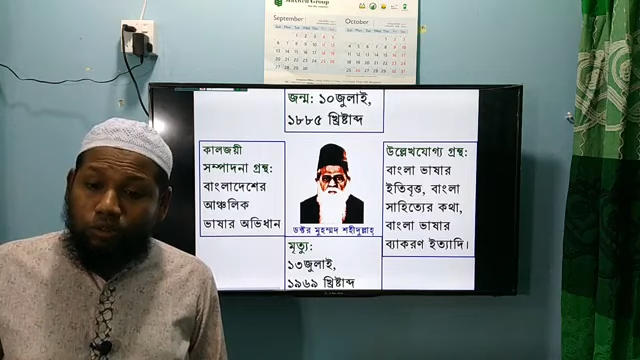 September
October
জন্ম: ১০জুলাই,
১৮৮৫ খ্রিষ্টাব্দ
কালজয়ী
সম্পাদনা গ্রন্থ:
বাংলাদেশের
আঞ্চলিক
ভাষার অভিধান
ডক্টর মুহম্মদ শহীদুল্লাহ্
উল্লেখযোগ্য গ্রন্থ:
বাংলা ভাষার
ইতিবৃত্ত, বাংলা
সাহিত্যের কথা,
বাংলা ভাষার
ব্যাকরণ ইত্যাদি।
মৃত্যু:
১৩জুলাই,
১৯৬৯ খ্রিষ্টাব্দ